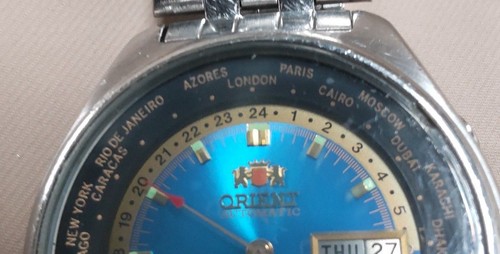 AZORES
PARIS
LONDON
RIO DE JANEIRO
CAIRO
MOSCOW
CARACAS
DUBAI
KARACHI
NEW YORK
18 19 20 21 22 23 24 1 2 3 4 5
ORIENT
AUTOMATIC
THU 27